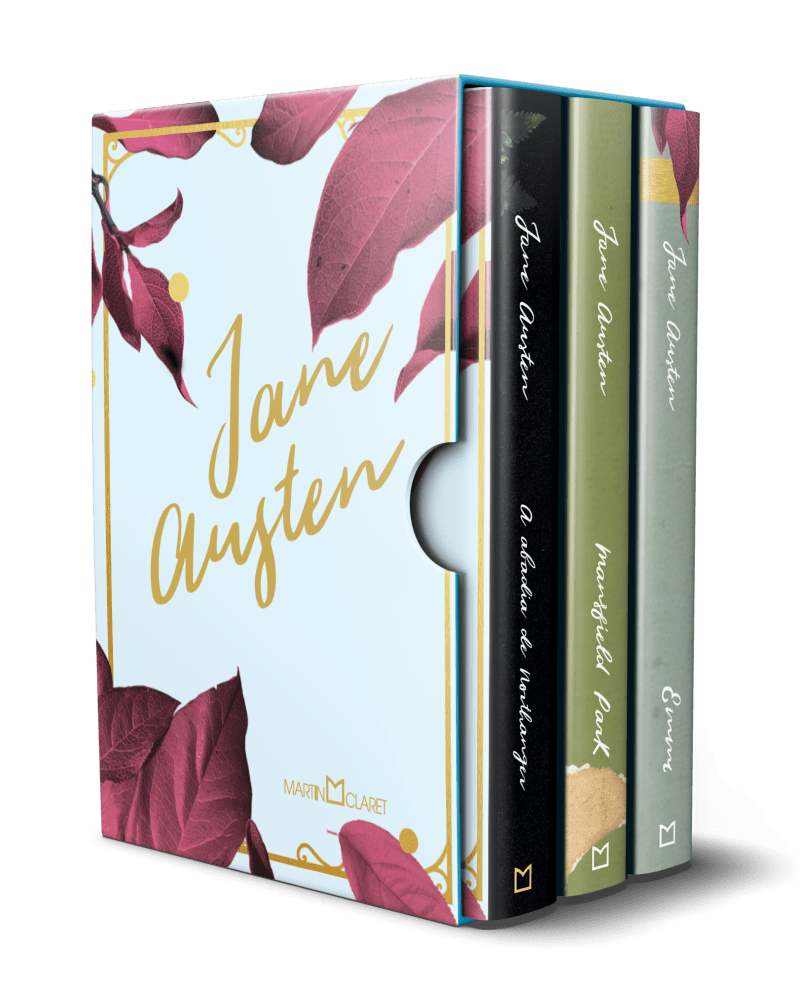 Jane
Austen
MARTIN CLARET
Jane Austen
A abadia de Northanger
Jane Austen
Mansfield Park
Jane Austen
Emma